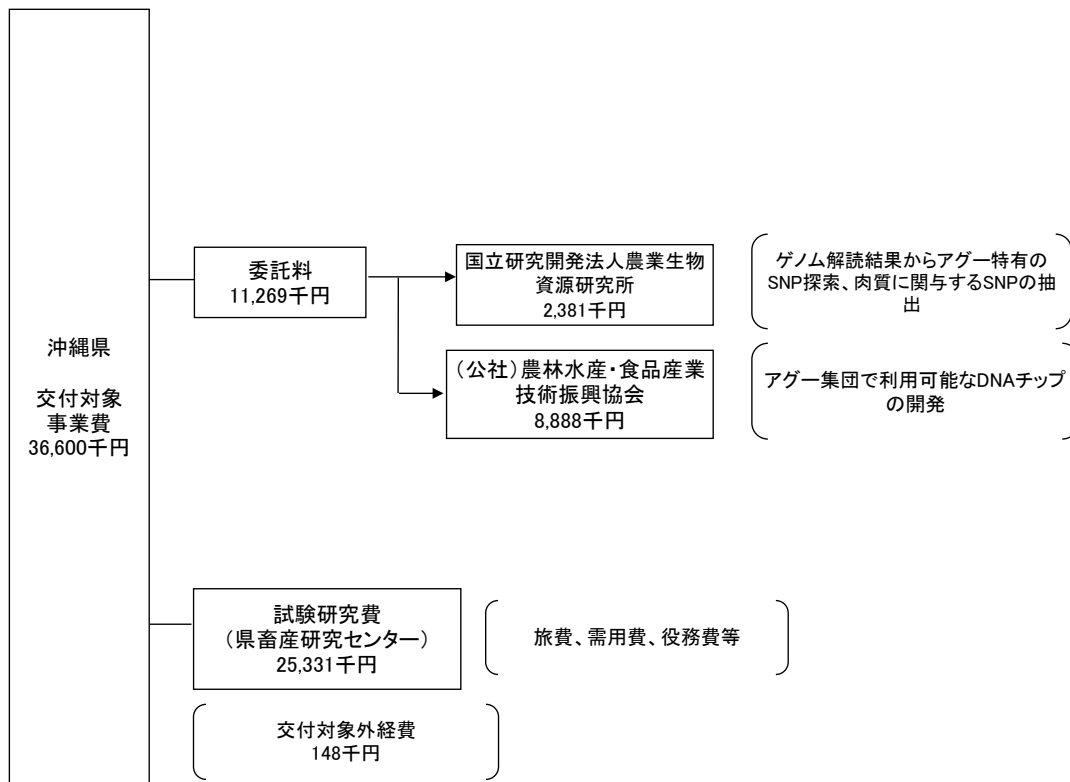 沖縄県
交付対象
事業費
36,600千円
委託料
11,269千円
国立研究開発法人農業生物
資源研究所
2,381千円
ゲノム解読結果からアグー特有の
SNP探索、肉質に関与するSNPの抽
出
（公社）農林水産・食品産業
技術振興協会
8,888千円
アグー集団で利用可能なDNAチップ
の開発
試験研究費
（県畜産研究センター）
25,331千円
旅費、需用費、役務費等
交付対象外経費
148千円